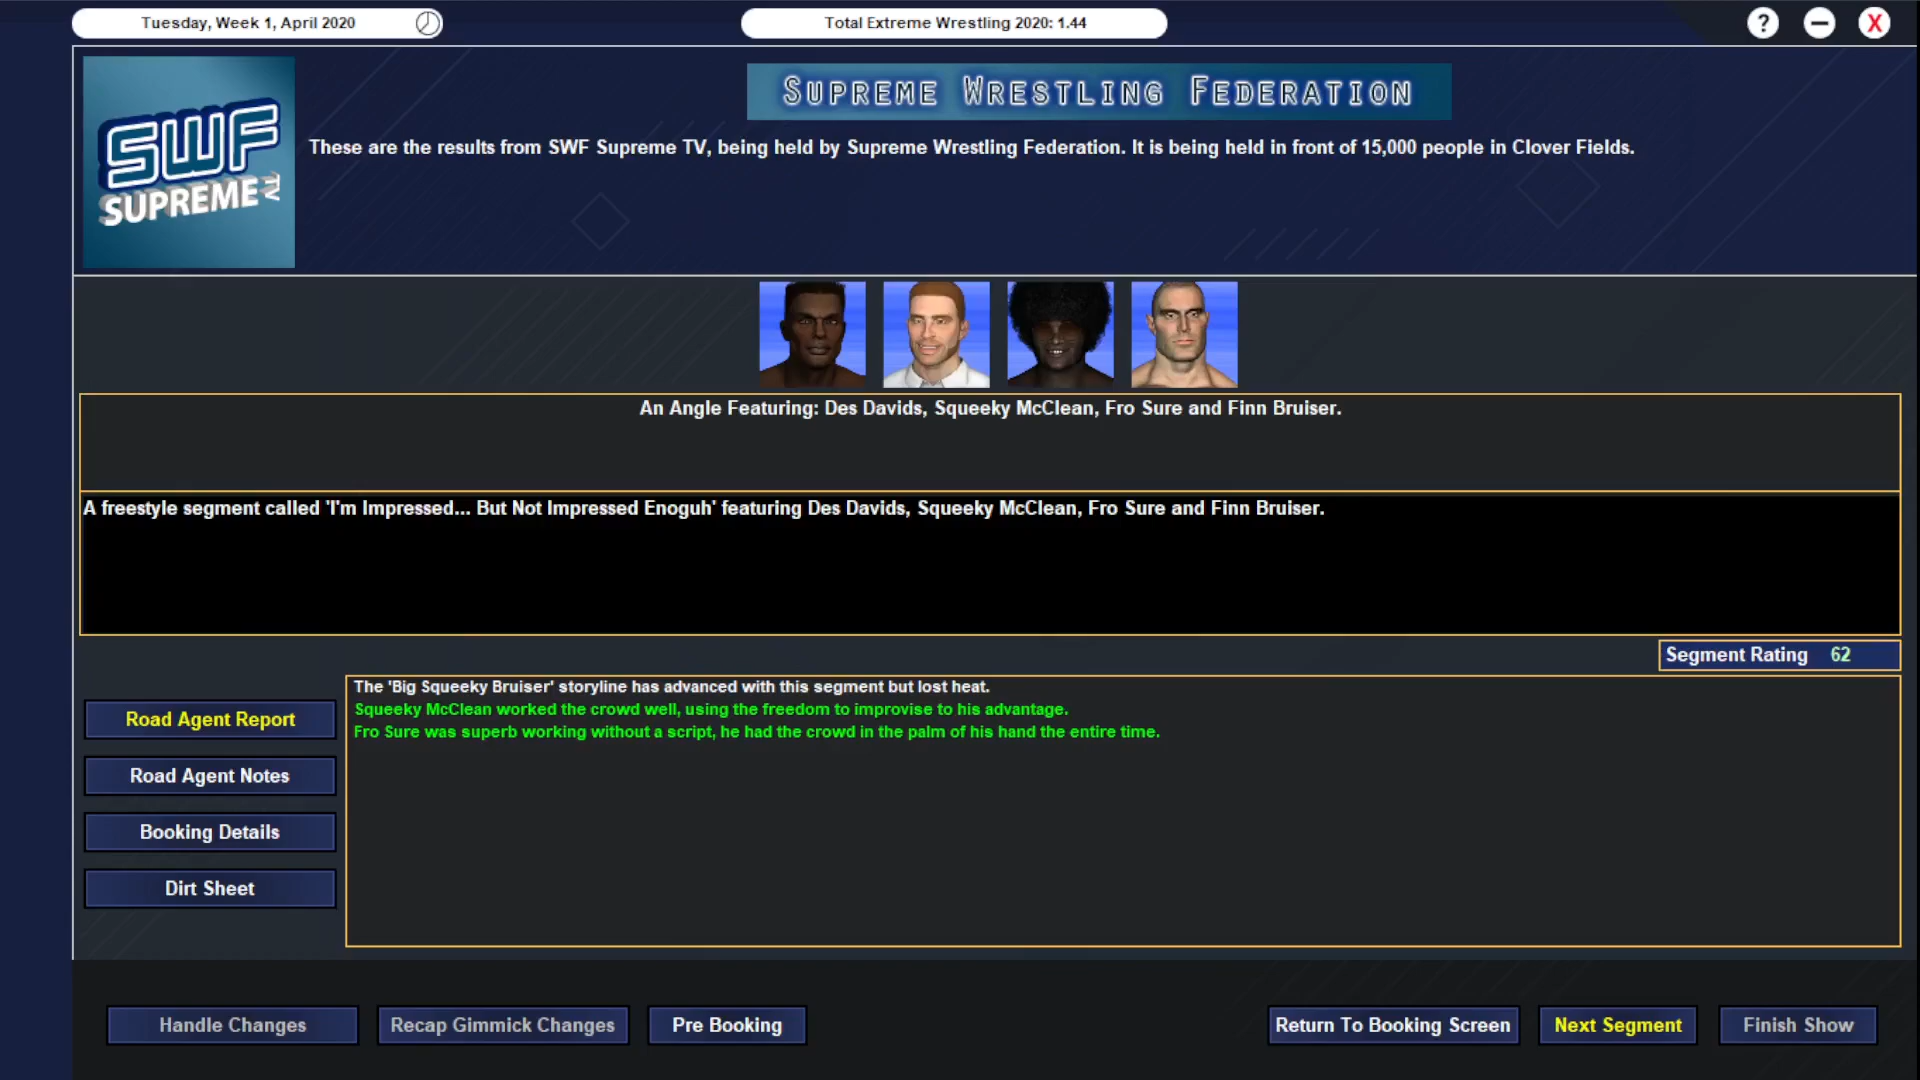 Tuesday, Week 1, April 2020
Total Extreme Wrestling 2020: 1.44
?
X
SWF
SUPREME TV
SUPREME WRESTLING FEDERATION
These are the results from SWF Supreme TV, being held by Supreme Wrestling Federation. It is being held in front of 15,000 people in Clover Fields.
An Angle Featuring: Des Davids, Squeeky McClean, Fro Sure and Finn Bruiser.
A freestyle segment called 'I'm Impressed... But Not Impressed Enoguh' featuring Des Davids, Squeeky McClean, Fro Sure and Finn Bruiser.
Segment Rating 62
The 'Big Squeeky Bruiser' storyline has advanced with this segment but lost heat.
Squeeky McClean worked the crowd well, using the freedom to improvise to his advantage.
Fro Sure was superb working without a script, he had the crowd in the palm of his hand the entire time.
Road Agent Report
Road Agent Notes
Booking Details
Dirt Sheet
Handle Changes
Recap Gimmick Changes
Pre Booking
Return To Booking Screen
Next Segment
Finish Show